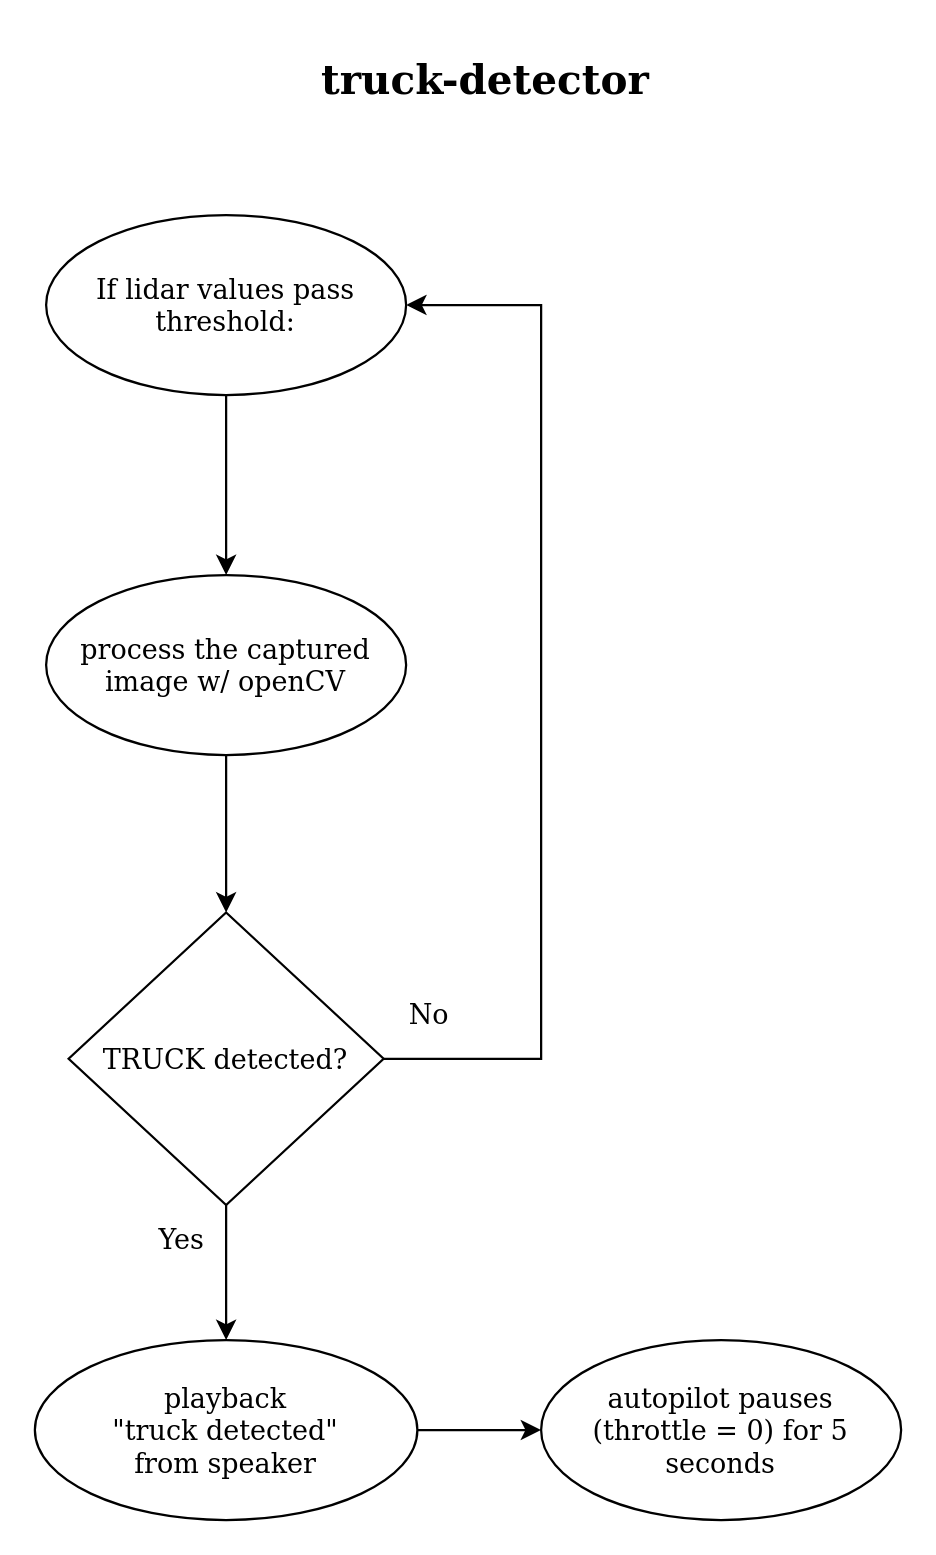 truck-detector
If lidar values pass
threshold:
process the captured
image w/ openCV
TRUCK detected?
No
Yes
playback
"truck detected"
from speaker
autopilot pauses
(throttle = 0) for 5
seconds